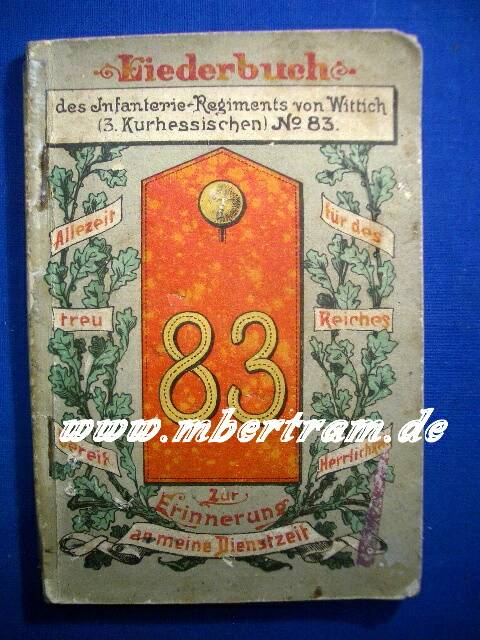 Liederbuch
des Infanterie-Regiments von Wittich
(3. Kurhessischen) No 83.
Allezeit
treu
für des
Reiches
83
www.mbertram.de
Zur
Erinnerung
an meine Dienstzeit